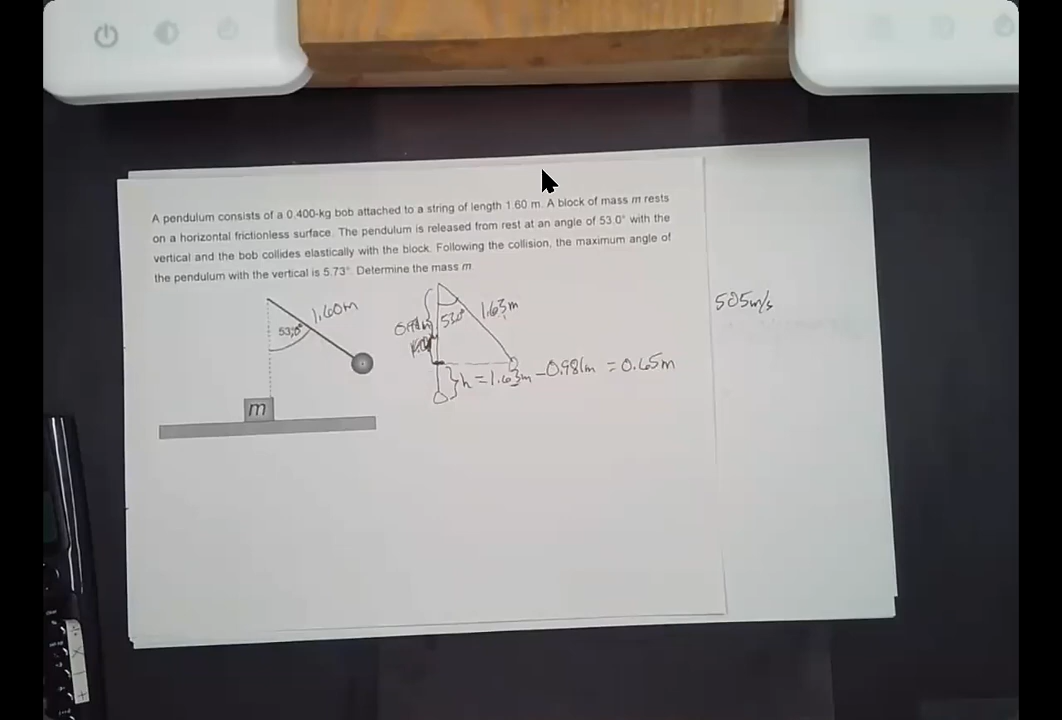 A pendulum consists of a 0.400-kg bob attached to a string of length 1.60 m. A block of mass m rests
on a horizontal frictionless surface. The pendulum is released from rest at an angle of 53.0° with the
vertical and the bob collides elastically with the block. Following the collision, the maximum angle of
the pendulum with the vertical is 5.73°. Determine the mass m
53.0°
1.60m
m
53.0°
1.63m
h = 1.63m - 0.981m = 0.65m
505m/s